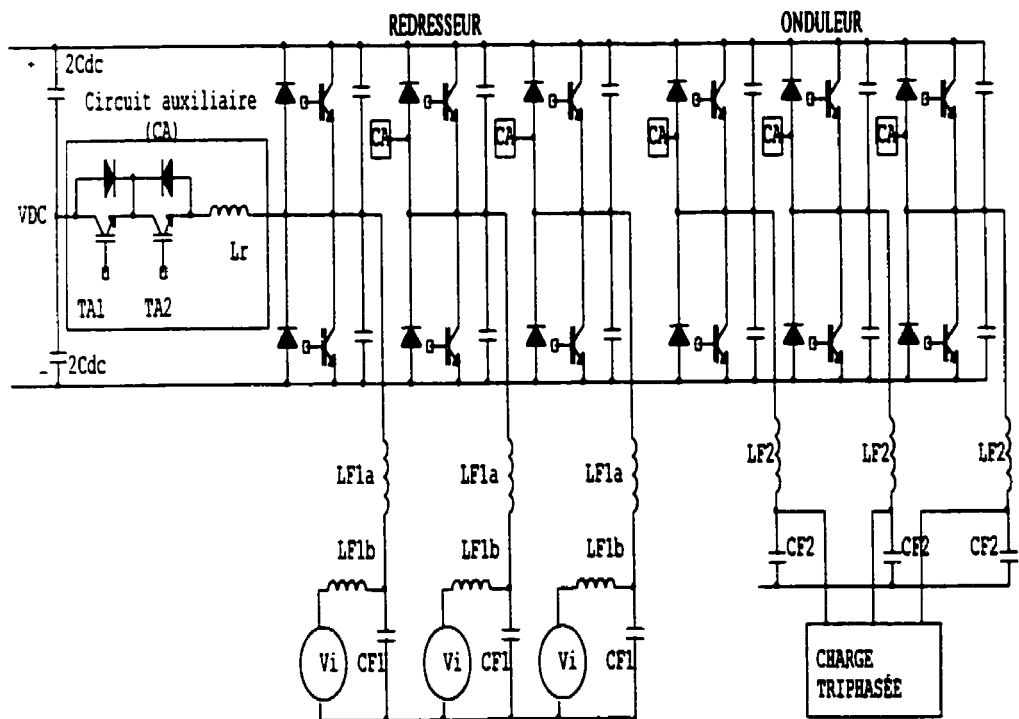 REDRESSEUR
ONDULEUR
+
2Cdc
Circuit auxiliaire
(CA)
CA
CA
CA
CA
CA
VDC
Lr
TA1
TA2
-
2Cdc
LF1a
LF1a
LF1a
LF2
LF2
LF2
LF1b
LF1b
LF1b
CF2
CF2
CF2
Vi
CF1
Vi
CF1
Vi
CF1
CHARGE
TRIPHASÉE